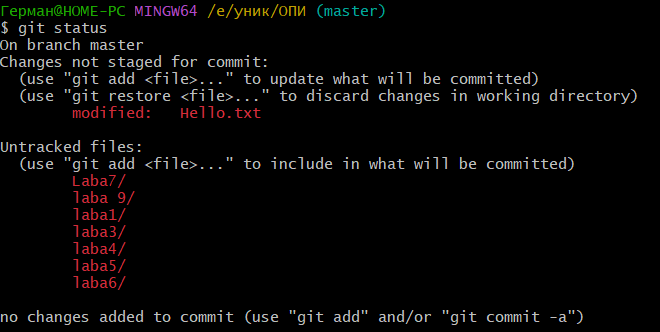 Герман@HOME-PC MINGW64 /e/уник/ОПИ (master)
$ git status
On branch master
Changes not staged for commit:
  (use "git add <file>..." to update what will be committed)
  (use "git restore <file>..." to discard changes in working directory)
        modified:   Hello.txt

Untracked files:
  (use "git add <file>..." to include in what will be committed)
        Laba7/
        laba 9/
        laba1/
        laba3/
        laba4/
        laba5/
        laba6/

no changes added to commit (use "git add" and/or "git commit -a")